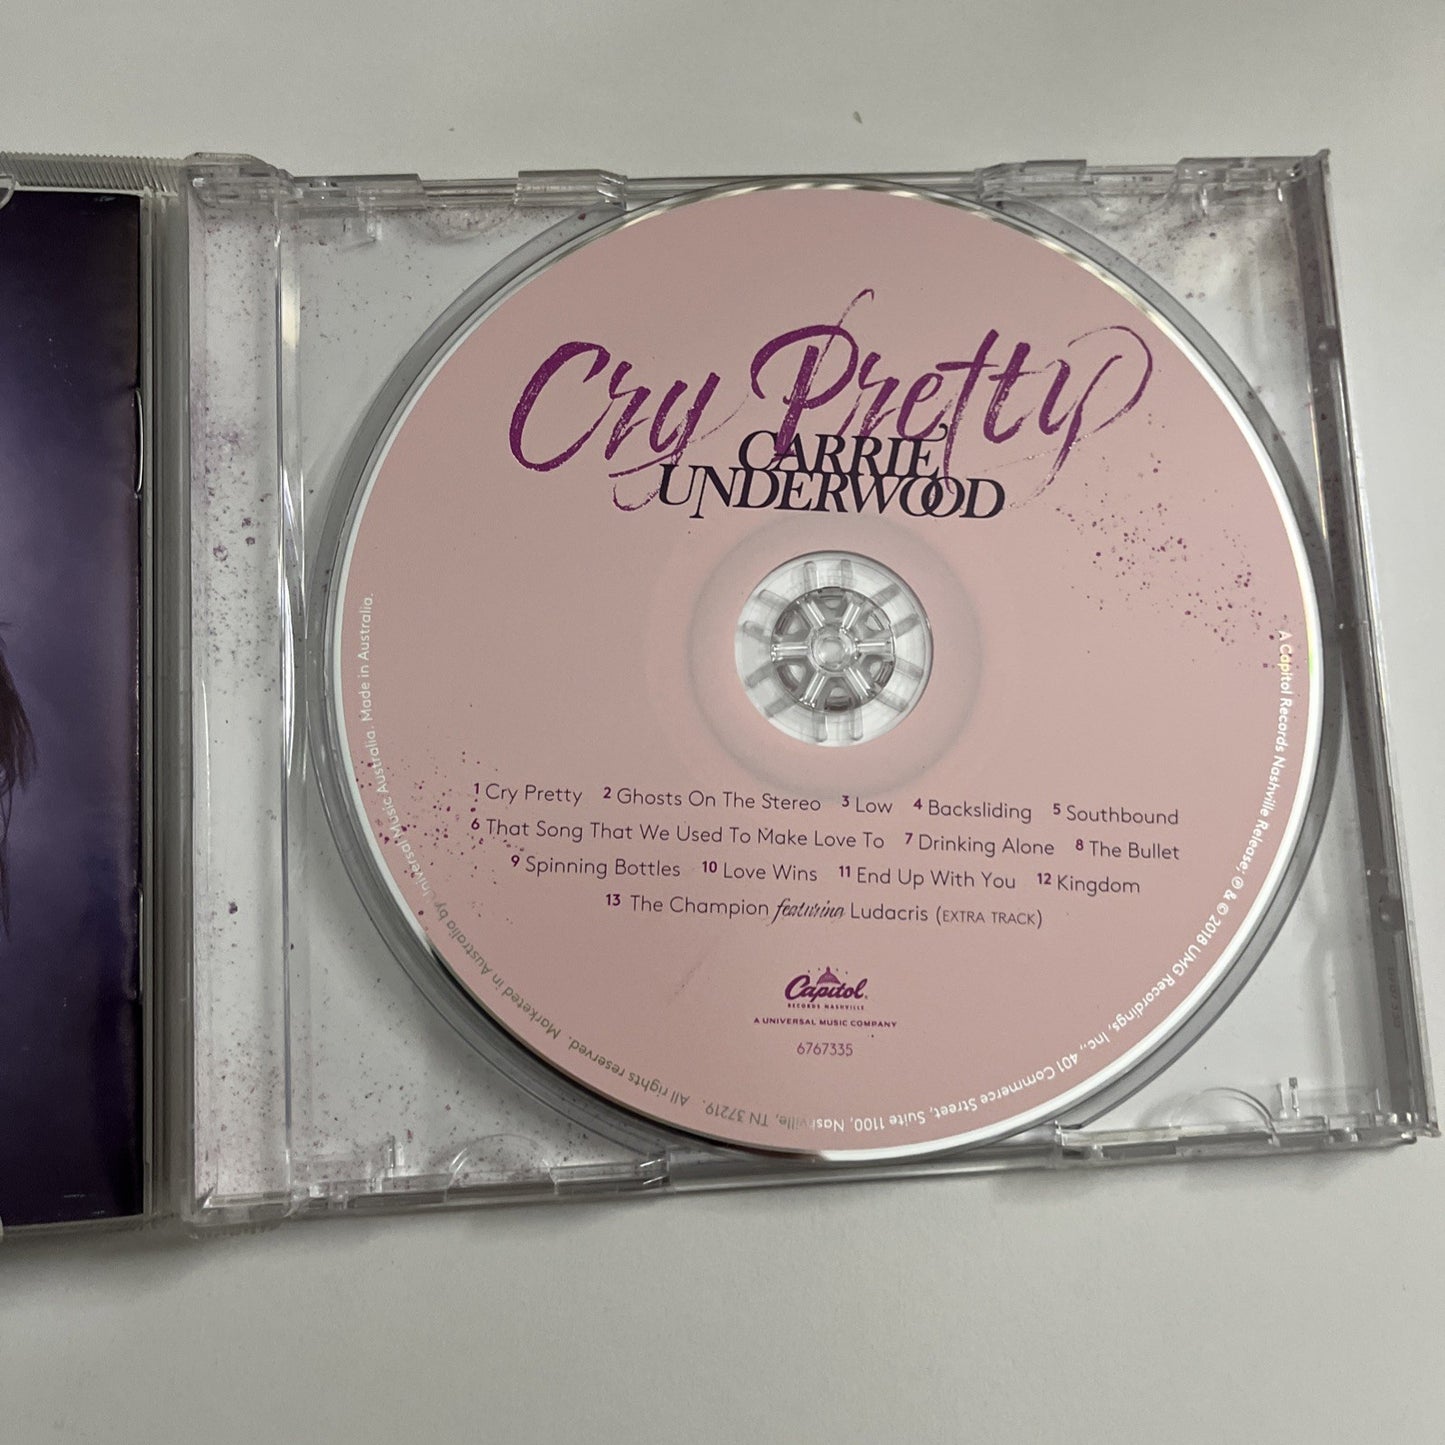 Cry Pretty
CARRIE
UNDERWOOD
1 Cry Pretty 2 Ghosts On The Stereo 3 Low 4 Backsliding 5 Southbound
6 That Song That We Used To Make Love To 7 Drinking Alone 8 The Bullet
9 Spinning Bottles 10 Love Wins 11 End Up With You 12 Kingdom
13 The Champion featuring Ludacris (EXTRA TRACK)
Capitol®
RECORDS NASHVILLE
A UNIVERSAL MUSIC COMPANY
6767335
A Capitol Records Nashville Release; ℗ & © 2018 UMG Recordings, Inc., 401 Commerce Street, Suite 1100, Nashville, TN 37219. All rights reserved. Marketed in Australia by Universal Music Australia. Made in Australia.